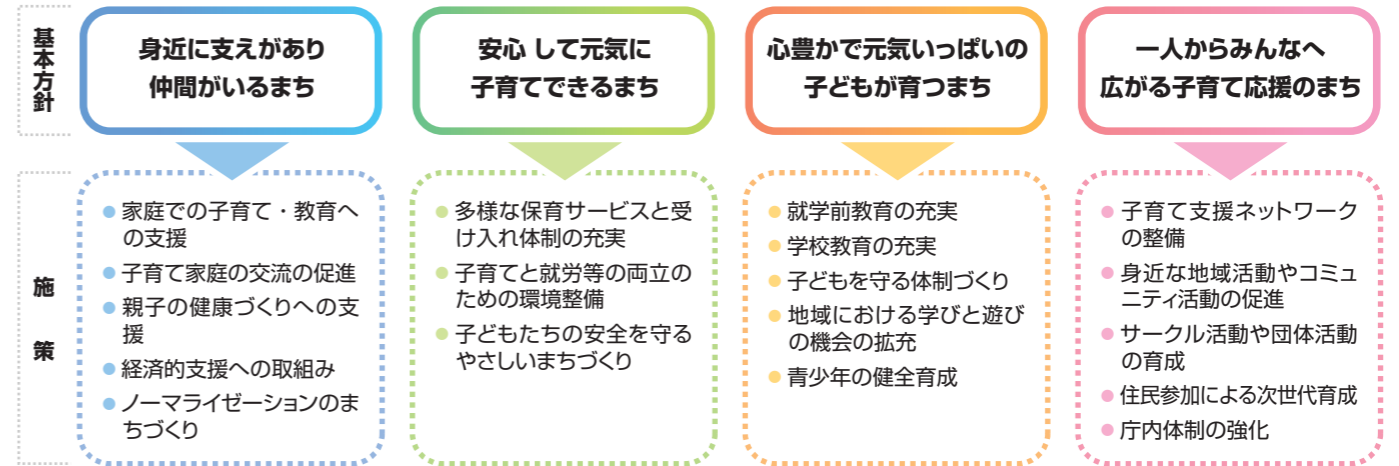 基本方針
身近に支えがあり
仲間がいるまち
安心 して元気に
子育てできるまち
心豊かで元気いっぱいの
子どもが育つまち
一人からみんなへ
広がる子育て応援のまち
施策
● 家庭での子育て・教育へ
の支援
● 子育て家庭の交流の促進
● 親子の健康づくりへの支
援
● 経済的支援への取組み
● ノーマライゼーションのま
ちづくり
● 多様な保育サービスと受
け入れ体制の充実
● 子育てと就労等の両立の
ための環境整備
● 子どもたちの安全を守る
やさしいまちづくり
● 就学前教育の充実
● 学校教育の充実
● 子どもを守る体制づくり
● 地域における学びと遊び
の機会の拡充
● 青少年の健全育成
● 子育て支援ネットワーク
の整備
● 身近な地域活動やコミュ
ニティ活動の促進
● サークル活動や団体活動
の育成
● 住民参加による次世代育成
● 庁内体制の強化